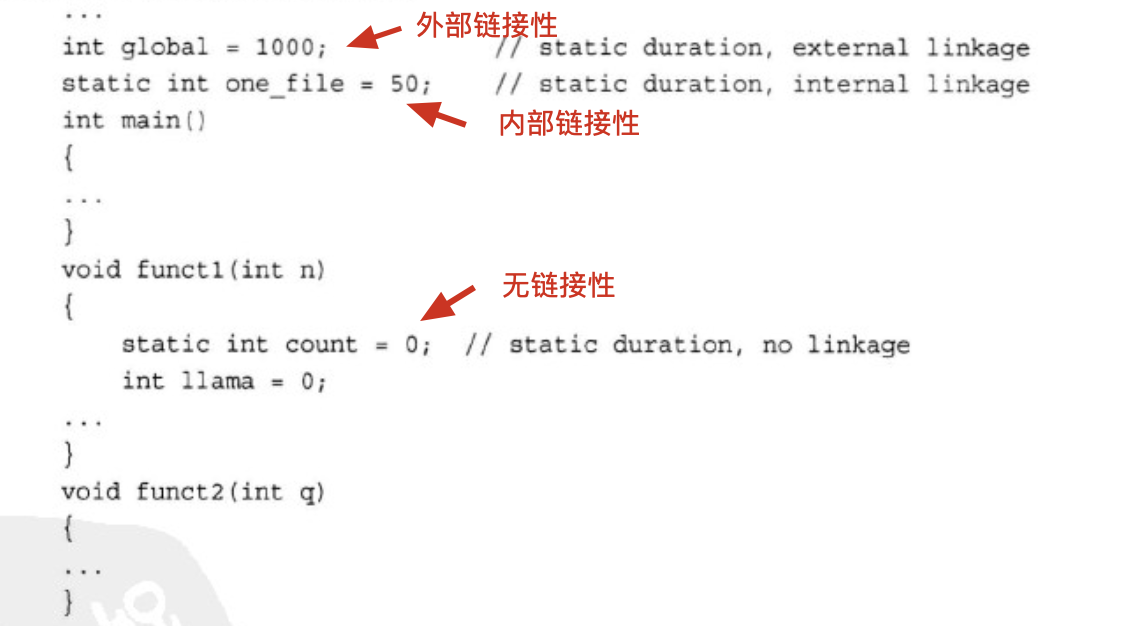 ...
外部链接性
int global = 1000; // static duration, external linkage
static int one_file = 50; // static duration, internal linkage
int main() 内部链接性
{
...
}
void funct1(int n) 无链接性
{
static int count = 0; // static duration, no linkage
int llama = 0;
...
}
void funct2(int q)
{
...
}